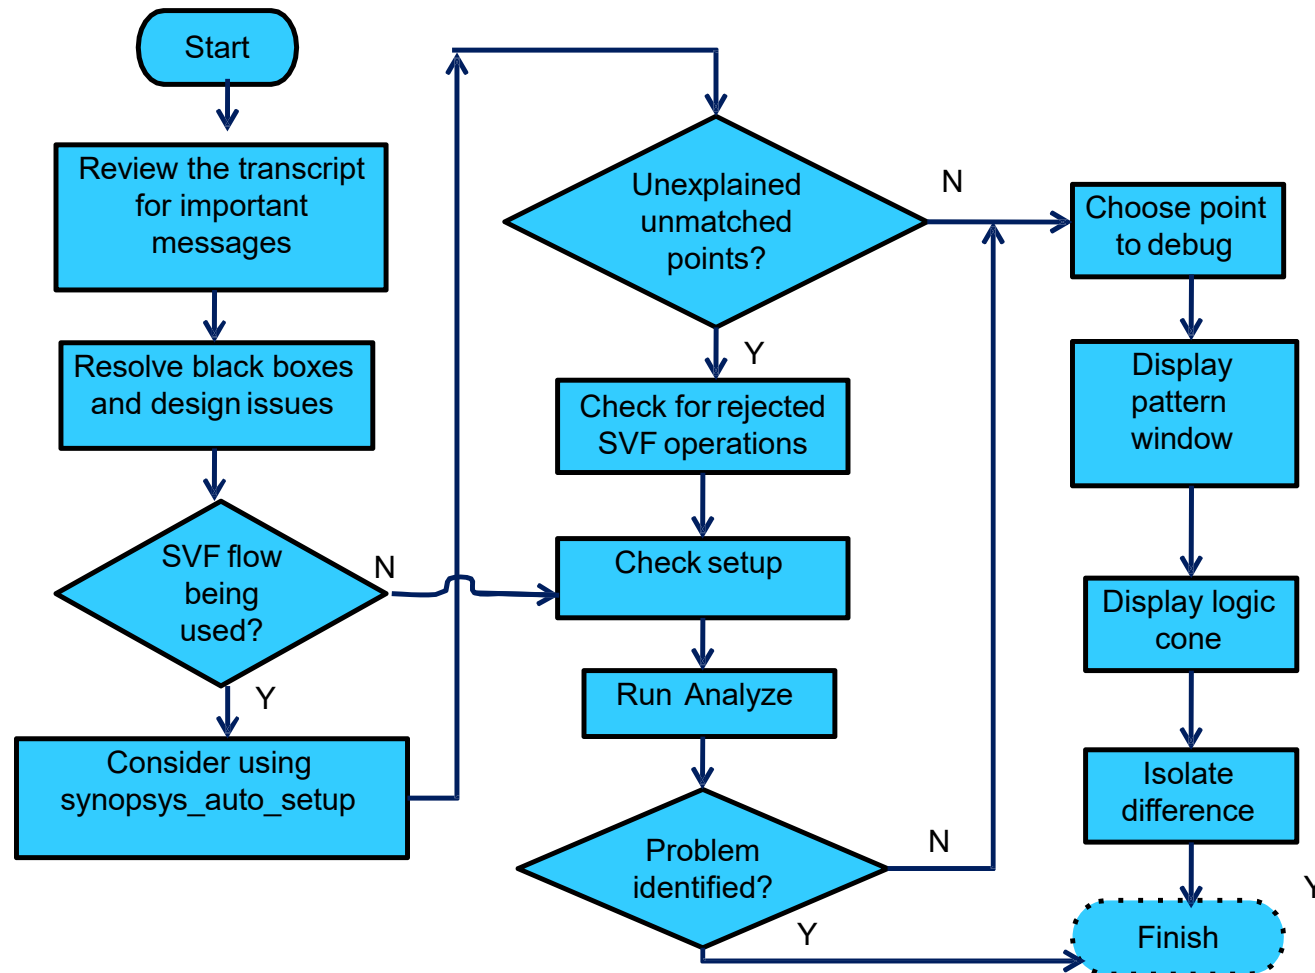 Start
Review the transcript
for important
messages
Resolve black boxes
and design issues
SVF flow
being
used?
N
Y
Consider using
synopsys_auto_setup
Unexplained
unmatched
points?
N
Y
Check for rejected
SVF operations
Check setup
Run Analyze
Problem
identified?
N
Y
Choose point
to debug
Display
pattern
window
Display logic
cone
Isolate
difference
Y
Finish